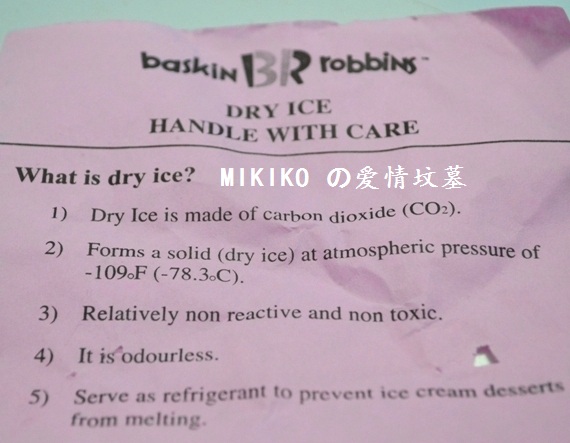 baskin BR robbins™
DRY ICE
HANDLE WITH CARE
What is dry ice? MIKIKO の爱情坟墓
1) Dry Ice is made of carbon dioxide (CO2).
2) Forms a solid (dry ice) at atmospheric pressure of
-109oF (-78.3oC).
3) Relatively non reactive and non toxic.
4) It is odourless.
5) Serve as refrigerant to prevent ice cream desserts
from melting.